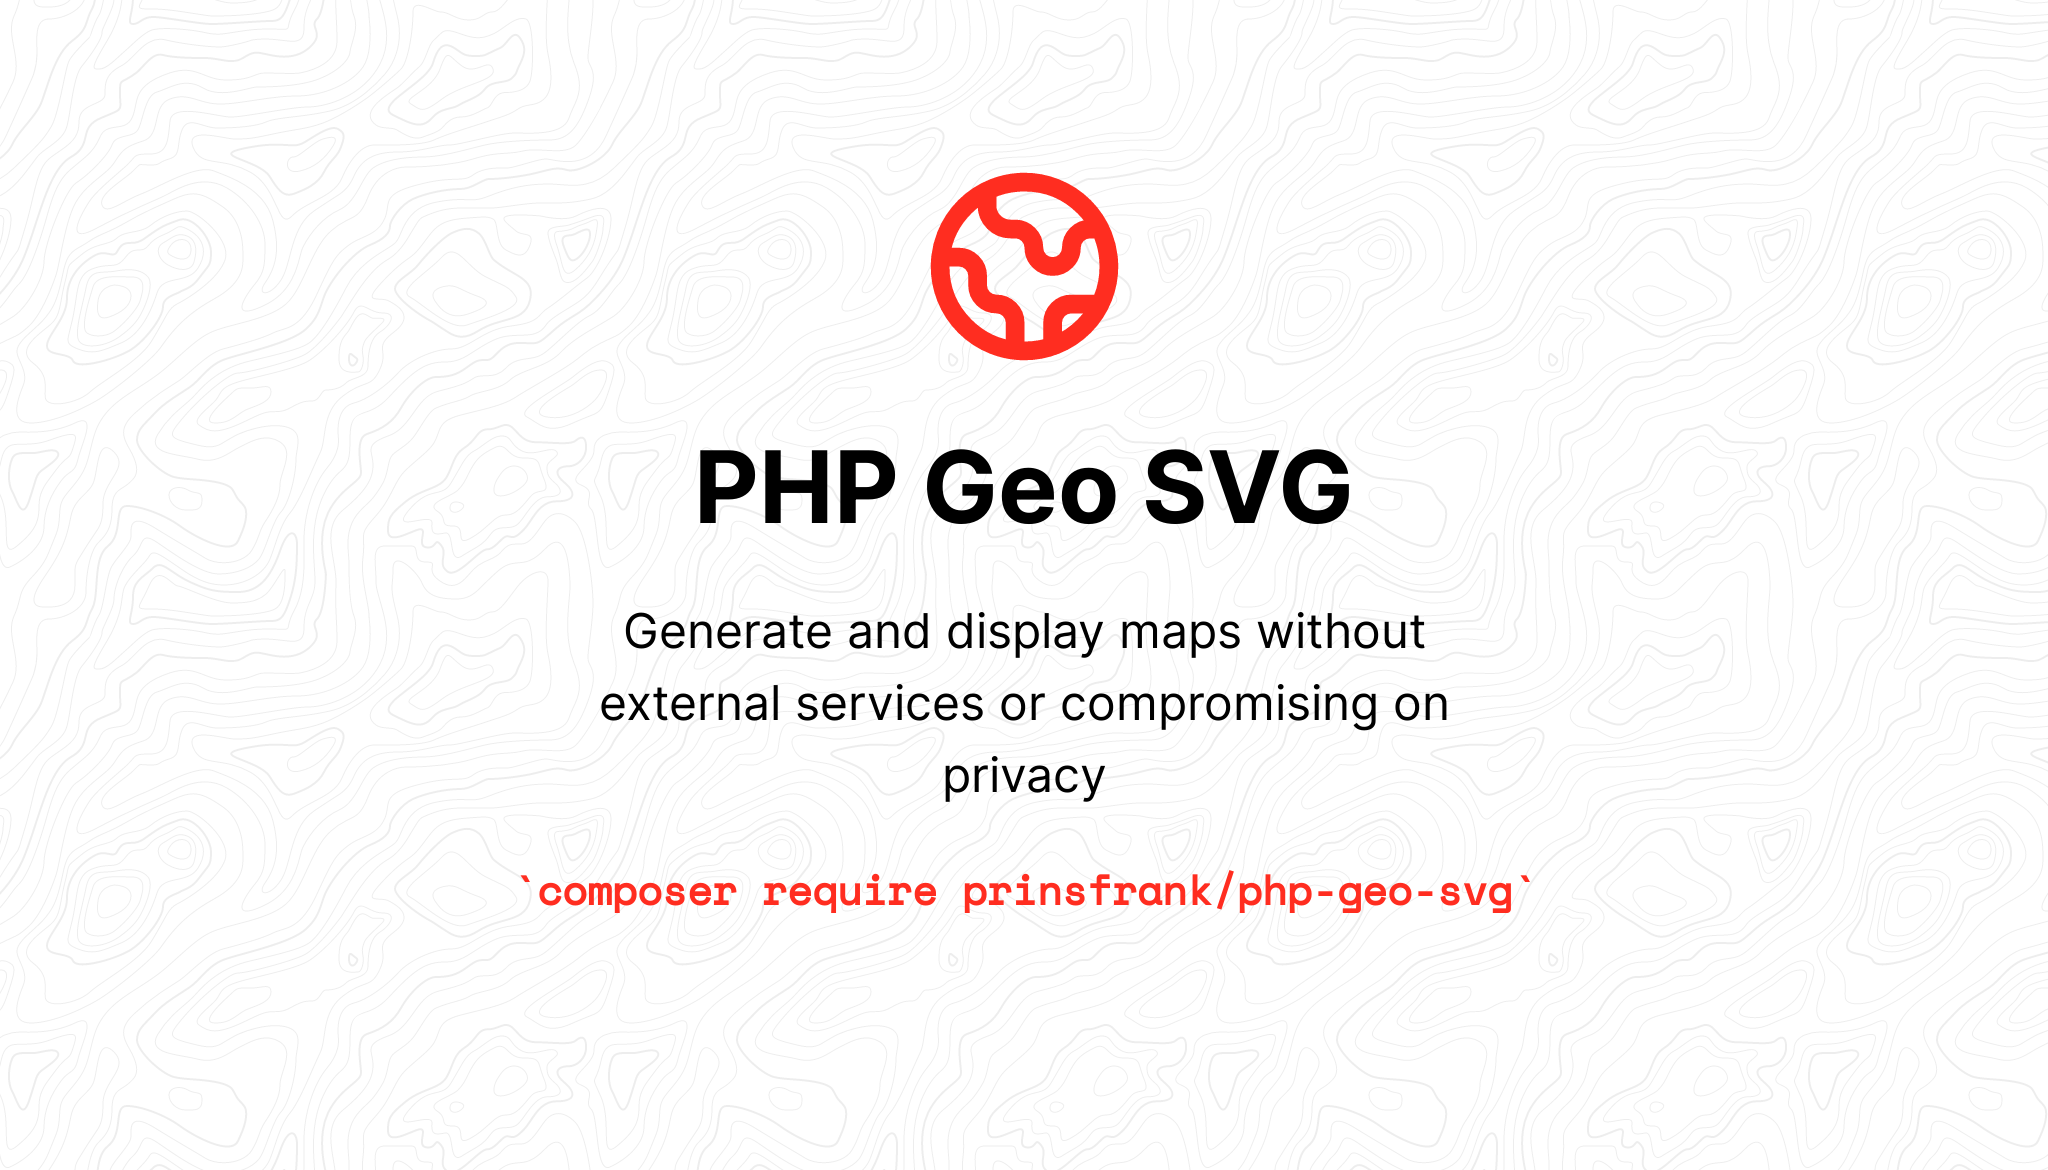 PHP Geo SVG
Generate and display maps without
external services or compromising on
privacy
`composer require prinsfrank/php-geo-svg`